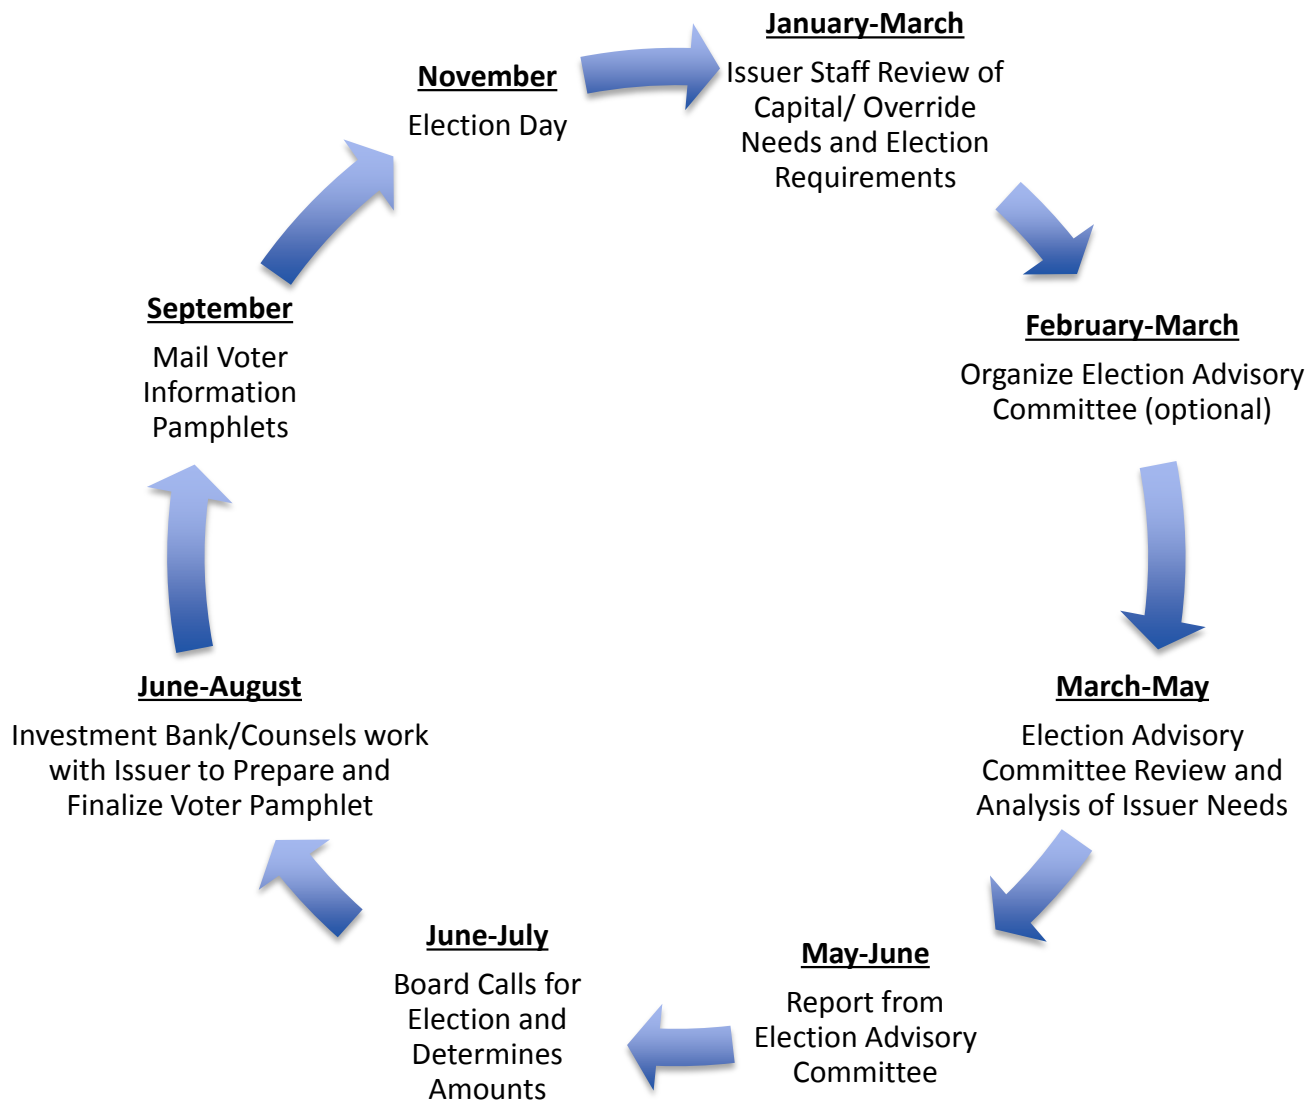 January-March
Issuer Staff Review of
Capital/ Override
Needs and Election
Requirements
February-March
Organize Election Advisory
Committee (optional)
March-May
Election Advisory
Committee Review and
Analysis of Issuer Needs
May-June
Report from
Election Advisory
Committee
June-July
Board Calls for
Election and
Determines
Amounts
June-August
Investment Bank/Counsels work
with Issuer to Prepare and
Finalize Voter Pamphlet
September
Mail Voter
Information
Pamphlets
November
Election Day